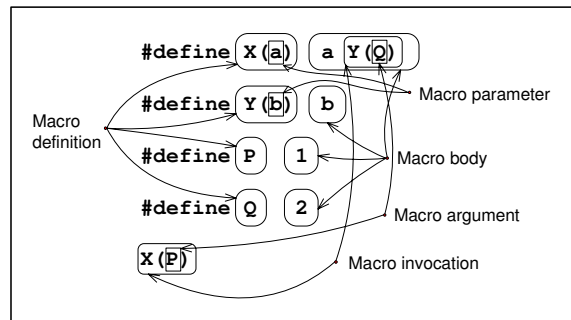 #define X(a) a Y(Q)
#define Y(b) b
Macro parameter
Macro definition
#define P 1
Macro body
#define Q 2
Macro argument
X(P)
Macro invocation